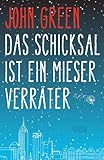 JOHN GREEN
DAS SCHICKSAL
IST EIN MIESER
VERRÄTER